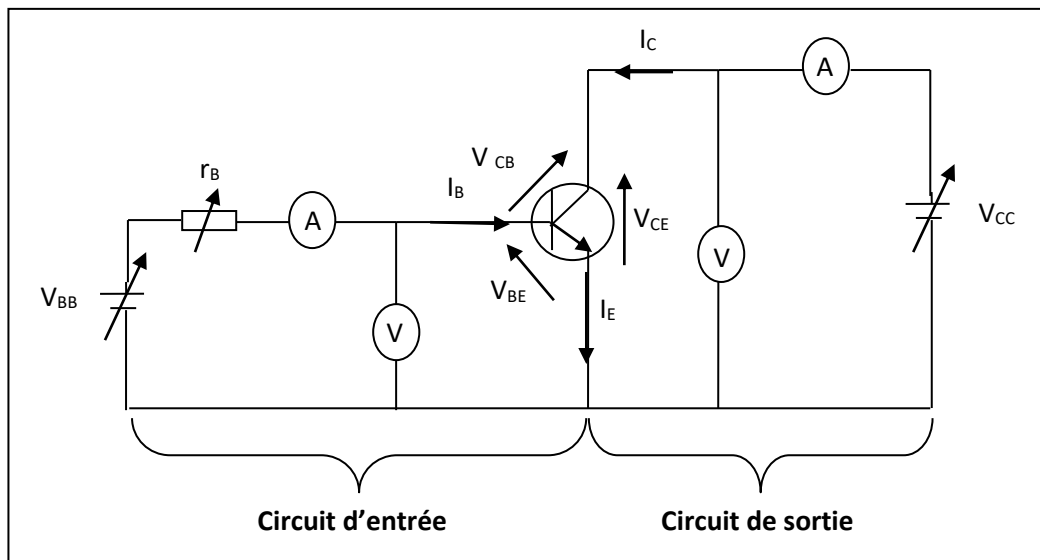 I_C
A
V_CB
r_B
I_B
A
V_CE
V_CC
V
V_BE
V_BB
I_E
V
Circuit d’entrée
Circuit de sortie